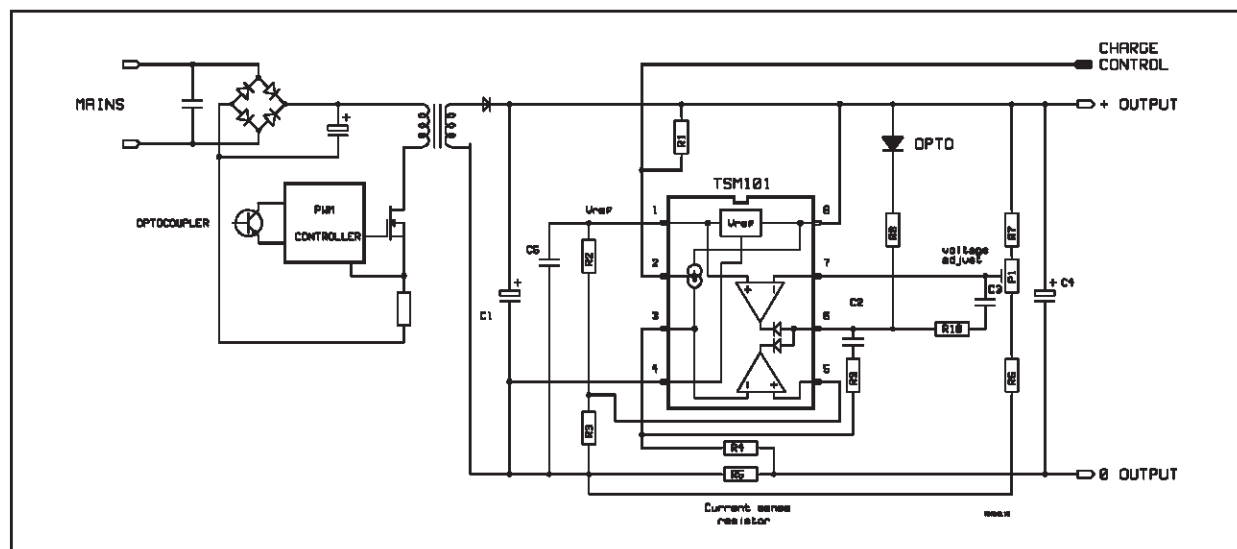 CHARGE
CONTROL
MAINS
+ OUTPUT
R1
OPTO
TSM101
OPTOCOUPLER
PWM
CONTROLLER
Vref
1
Vref
8
C5
R2
R8
R7
voltage
adjust
2
7
P1
C3
C4
C1
3
C2
6
R10
4
R9
5
R6
R3
R4
R5
0 OUTPUT
Current sense
resistor